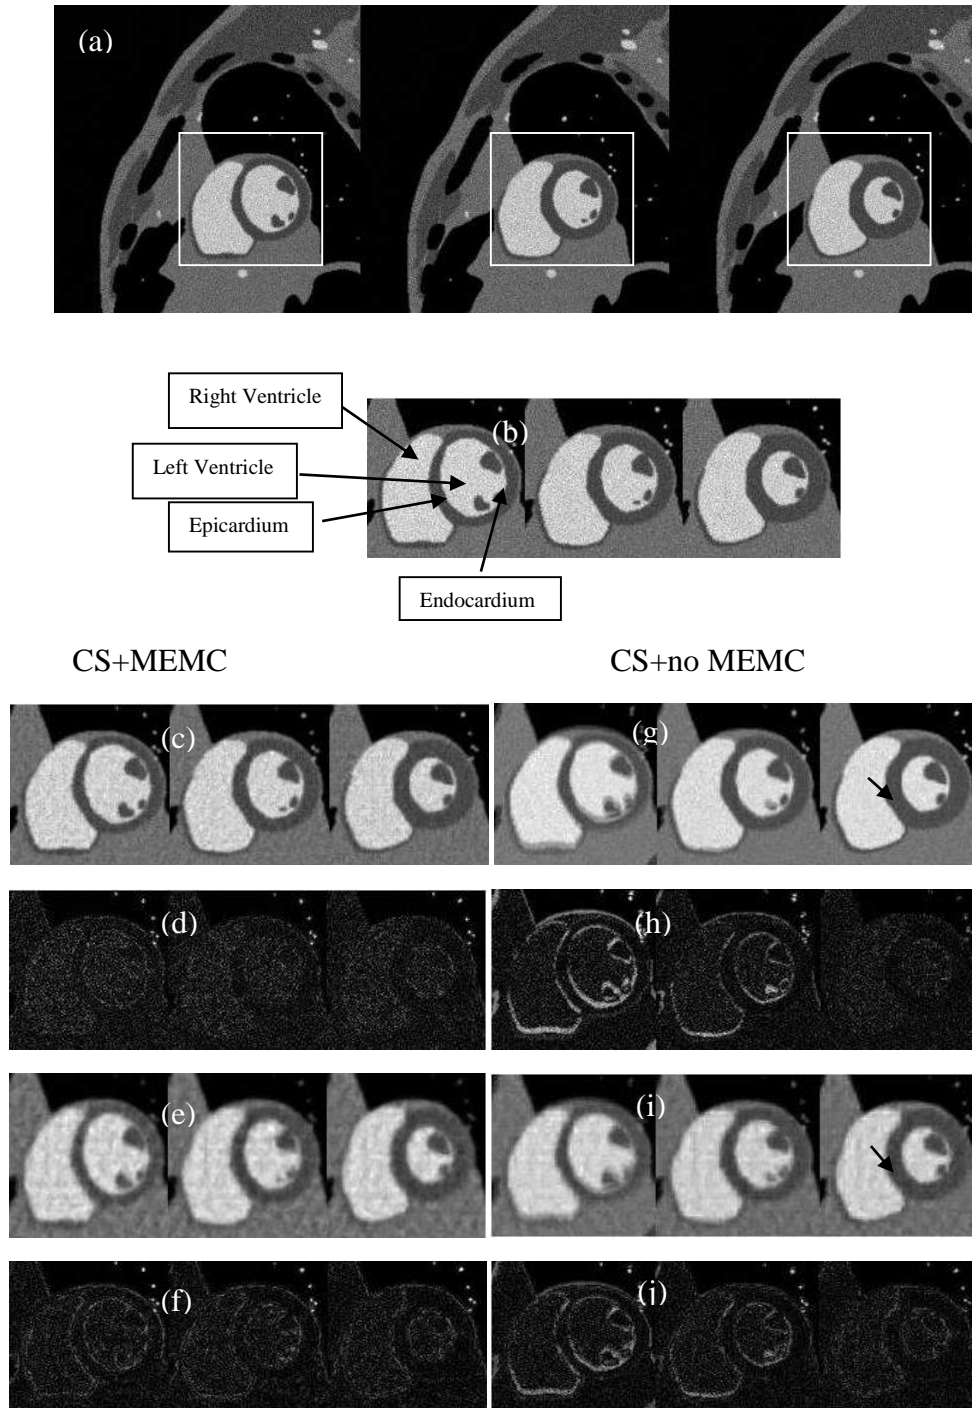 (a)
Right Ventricle
(b)
Left Ventricle
Epicardium
Endocardium
CS+MEMC
CS+no MEMC
(c)
(g)
(d)
(h)
(e)
(i)
(f)
(j)